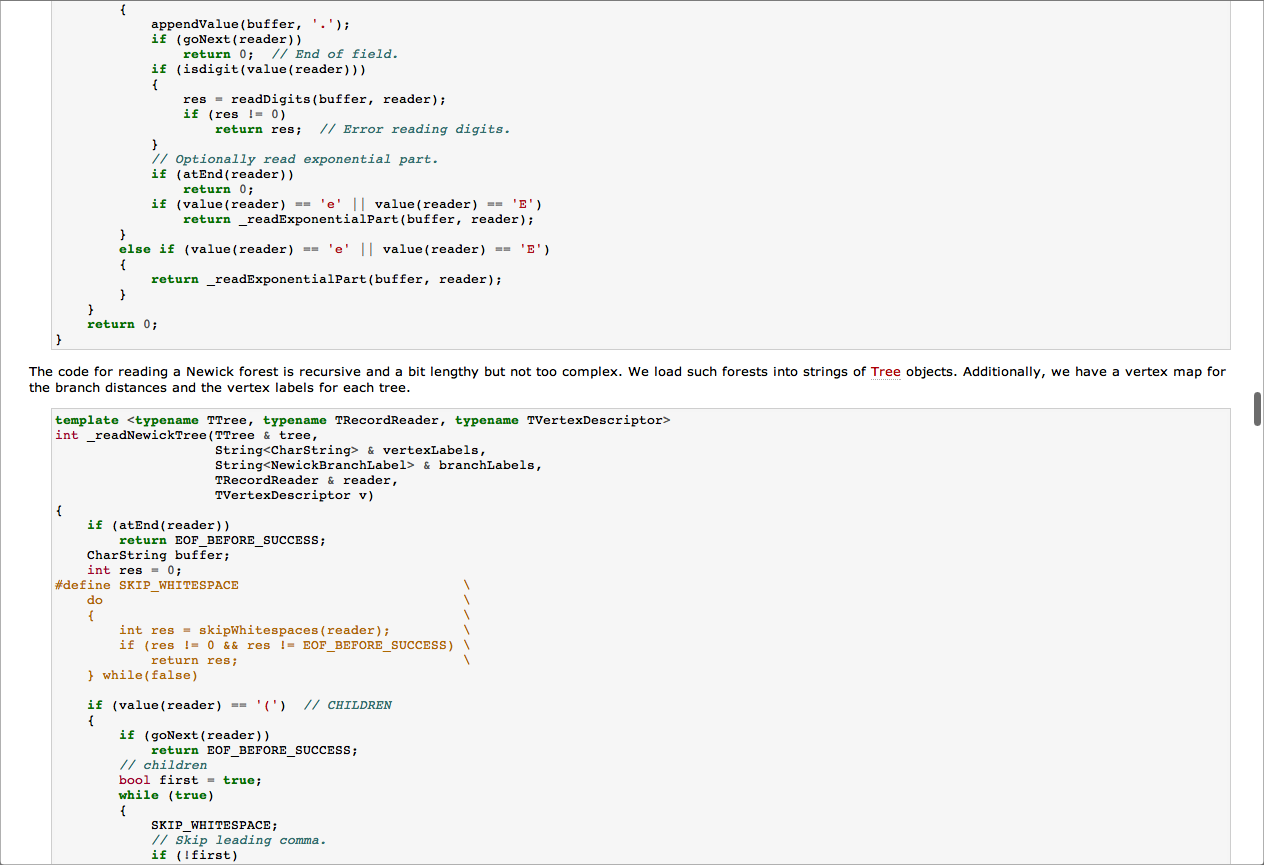 {
            appendValue(buffer, '.');
            if (goNext(reader))
                return 0;  // End of field.
            if (isdigit(value(reader)))
            {
                res = readDigits(buffer, reader);
                if (res != 0)
                    return res;  // Error reading digits.
            }
            // Optionally read exponential part.
            if (atEnd(reader))
                return 0;
            if (value(reader) == 'e' || value(reader) == 'E')
                return _readExponentialPart(buffer, reader);
        }
        else if (value(reader) == 'e' || value(reader) == 'E')
        {
            return _readExponentialPart(buffer, reader);
        }
    }
    return 0;
}
The code for reading a Newick forest is recursive and a bit lengthy but not too complex. We load such forests into strings of Tree objects. Additionally, we have a vertex map for
the branch distances and the vertex labels for each tree.
template <typename TTree, typename TRecordReader, typename TVertexDescriptor>
int _readNewickTree(TTree & tree,
                    String<CharString> & vertexLabels,
                    String<NewickBranchLabel> & branchLabels,
                    TRecordReader & reader,
                    TVertexDescriptor v)
{
    if (atEnd(reader))
        return EOF_BEFORE_SUCCESS;
    CharString buffer;
    int res = 0;
#define SKIP_WHITESPACE                            \
    do                                             \
    {                                              \
        int res = skipWhitespaces(reader);         \
        if (res != 0 && res != EOF_BEFORE_SUCCESS) \
            return res;                            \
    } while(false)
    if (value(reader) == '(')  // CHILDREN
    {
        if (goNext(reader))
            return EOF_BEFORE_SUCCESS;
        // children
        bool first = true;
        while (true)
        {
            SKIP_WHITESPACE;
            // Skip leading comma.
            if (!first)